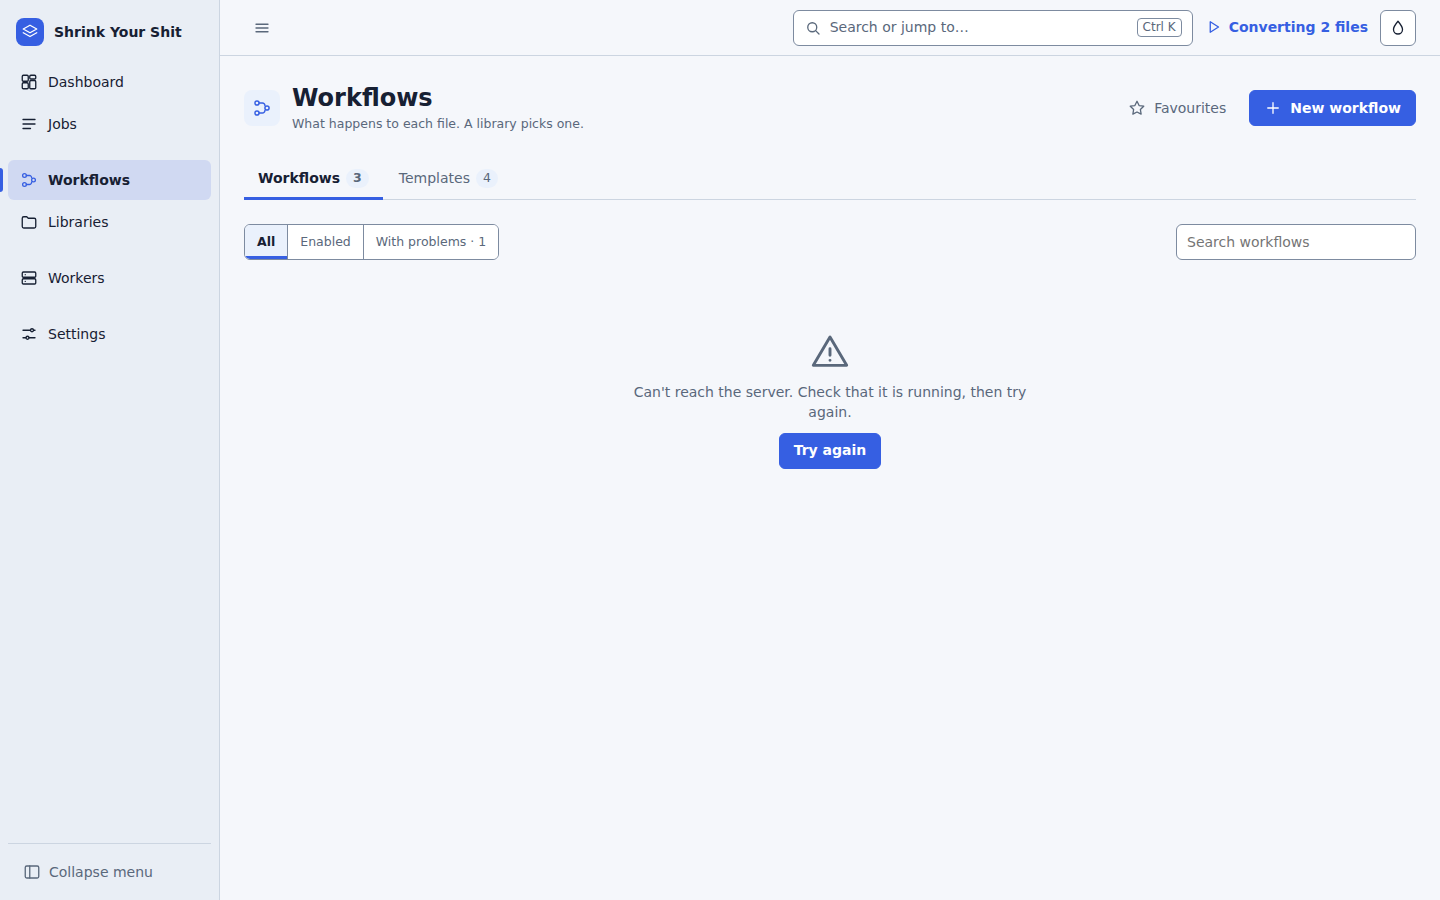 Shrink Your Shit
Search or jump to...
Ctrl K
Converting 2 files
Dashboard
Jobs
Workflows
Libraries
Workers
Settings
Collapse menu
Workflows
What happens to each file. A library picks one.
Favourites
New workflow
Workflows 3
Templates 4
All
Enabled
With problems · 1
Search workflows
Can't reach the server. Check that it is running, then try
again.
Try again